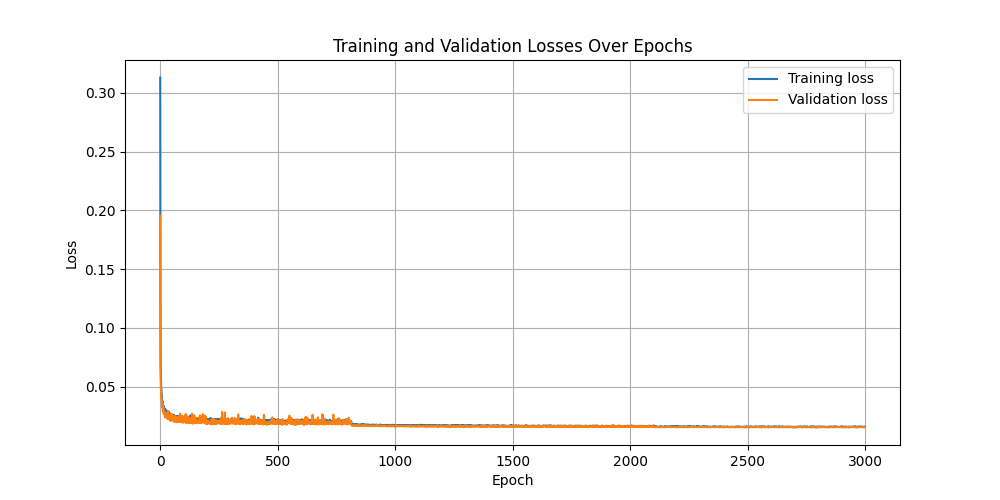 Training and Validation Losses Over Epochs
Training loss
Validation loss
Loss
0.30
0.25
0.20
0.15
0.10
0.05
0
500
1000
1500
2000
2500
3000
Epoch